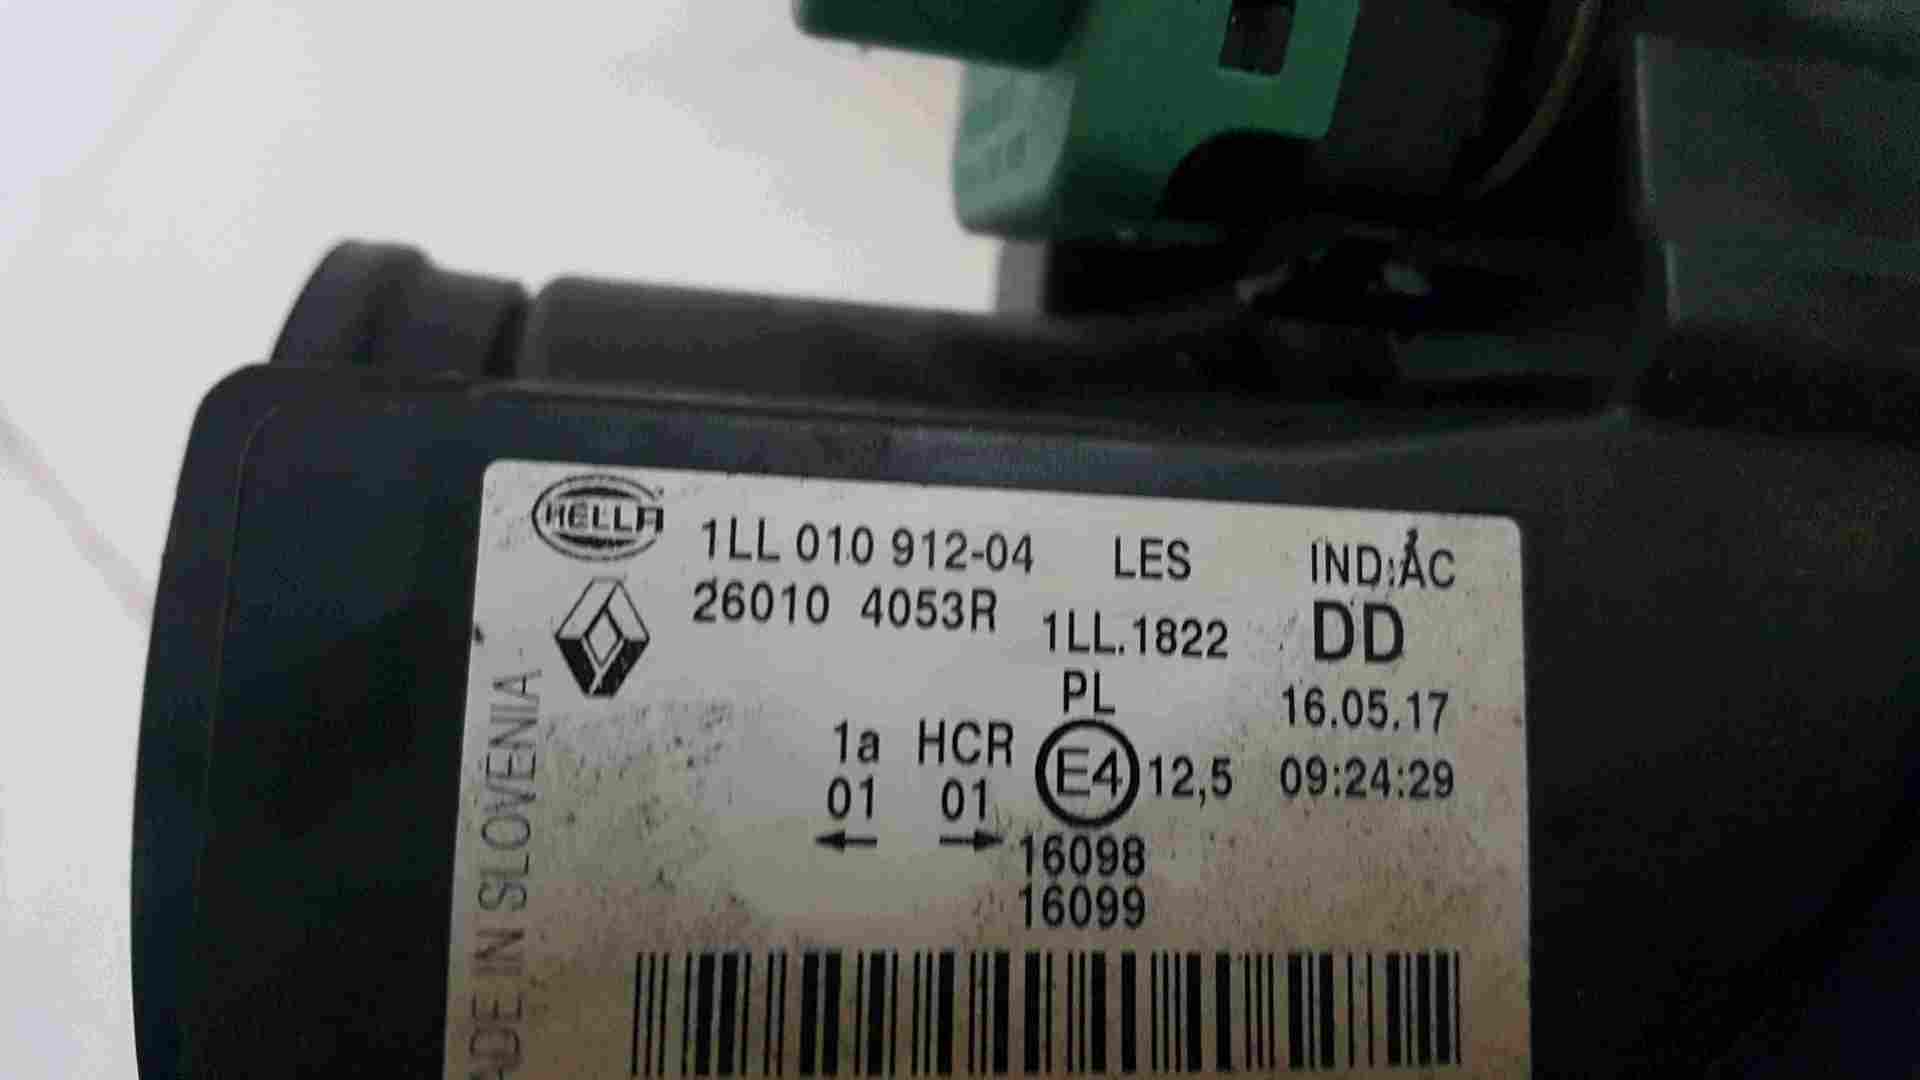 HELLA
1LL 010 912-04 LES IND:AC
26010 4053R 1LL.1822 DD
PL 16.05.17
1a HCR E4 12,5 09:24:29
01 01
16098
16099
ADE IN SLOVENIA